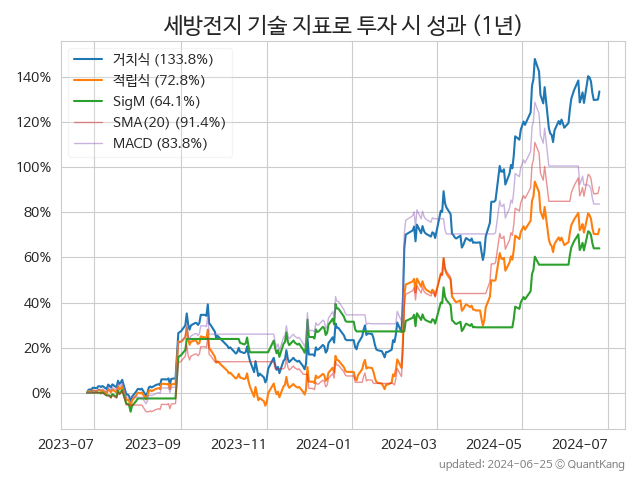 세방전지 기술 지표로 투자 시 성과 (1년)
거치식 (133.8%)
적립식 (72.8%)
SigM (64.1%)
SMA(20) (91.4%)
MACD (83.8%)
140%
120%
100%
80%
60%
40%
20%
0%
2023-07 2023-09 2023-11 2024-01 2024-03 2024-05 2024-07
updated: 2024-06-25 © QuantKang